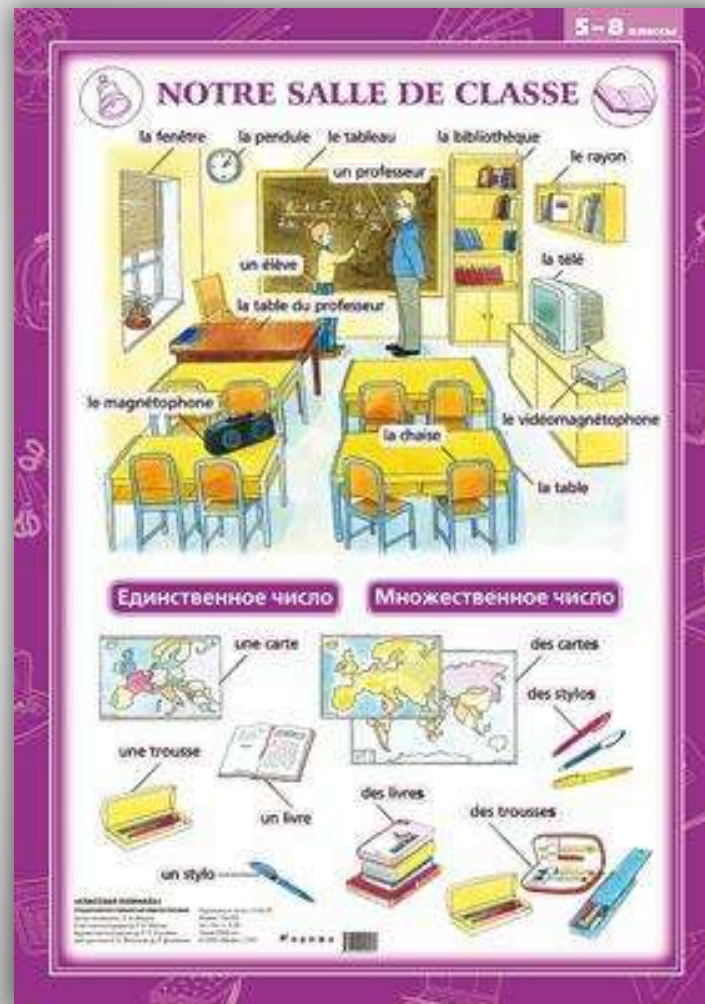 5–8 классы
NOTRE SALLE DE CLASSE
la fenêtre
la pendule
le tableau
la bibliothèque
le rayon
un professeur
un élève
la télé
la table du professeur
le magnétophone
le vidéomagnétophone
la chaise
la table
Единственное число
Множественное число
une carte
des cartes
des stylos
une trousse
un livre
des livres
des trousses
un stylo